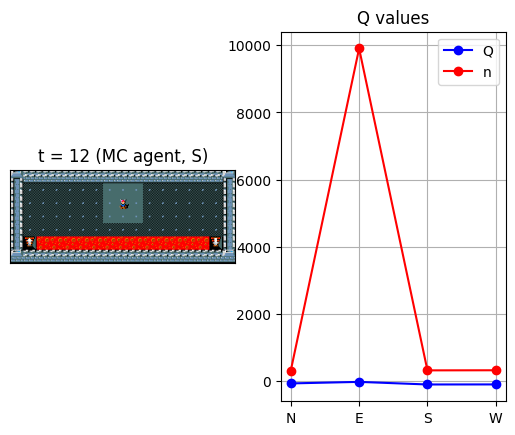 Q values
Q
n
10000
8000
6000
4000
2000
0
N E S W
t = 12 (MC agent, S)